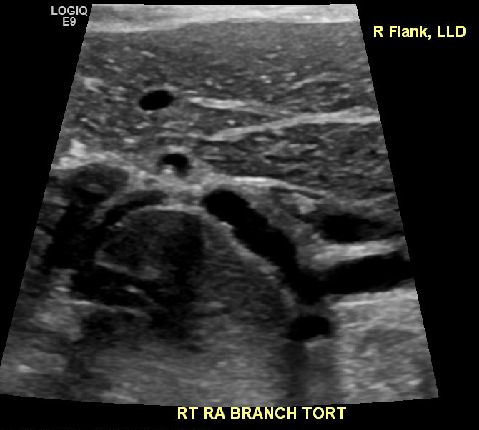 LOGIQ
E9
R Flank, LLD
RT RA BRANCH TORT